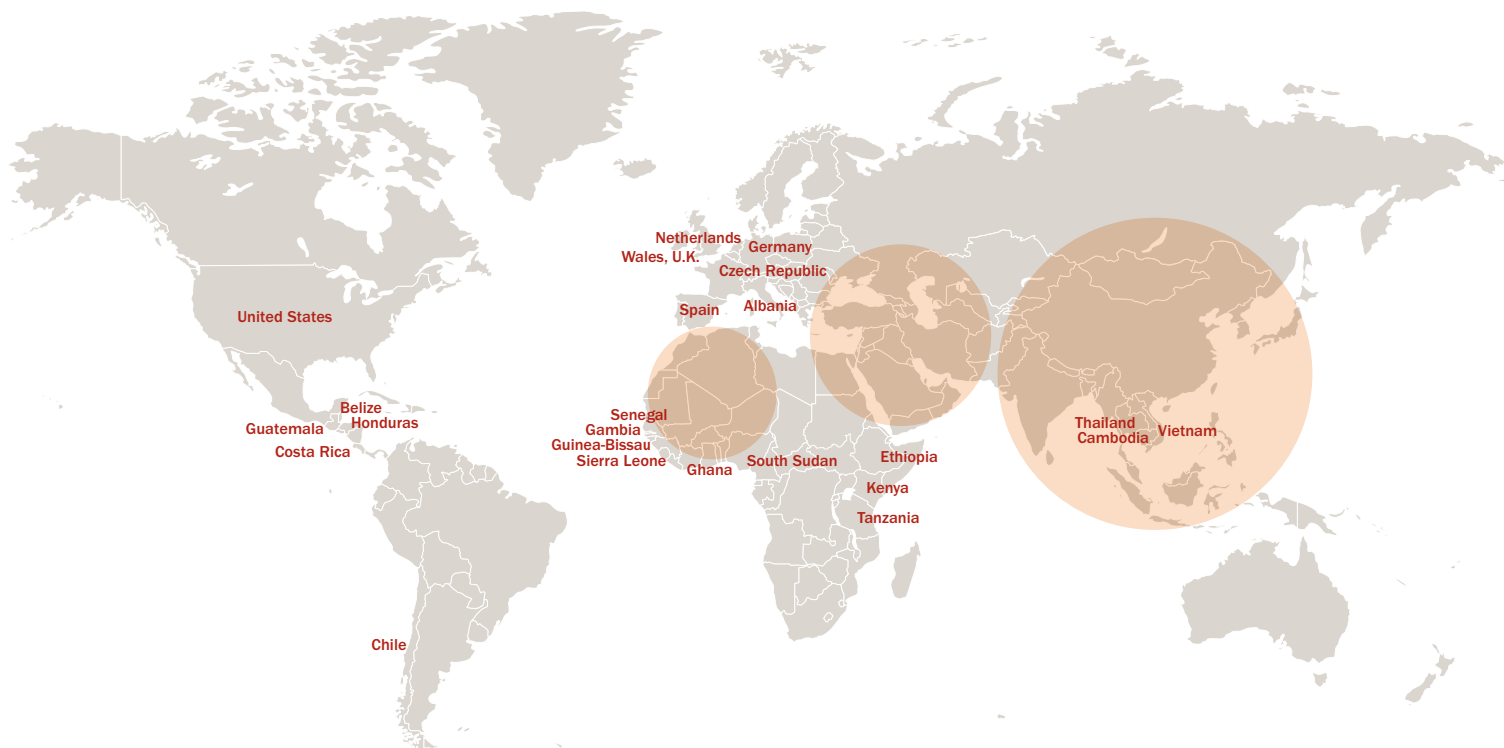 Netherlands
Germany
Wales, U.K.
Czech Republic
Spain
Albania
United States
Belize
Honduras
Guatemala
Costa Rica
Senegal
Gambia
Guinea-Bissau
Sierra Leone
Ghana
South Sudan
Ethiopia
Kenya
Tanzania
Thailand
Cambodia
Vietnam
Chile